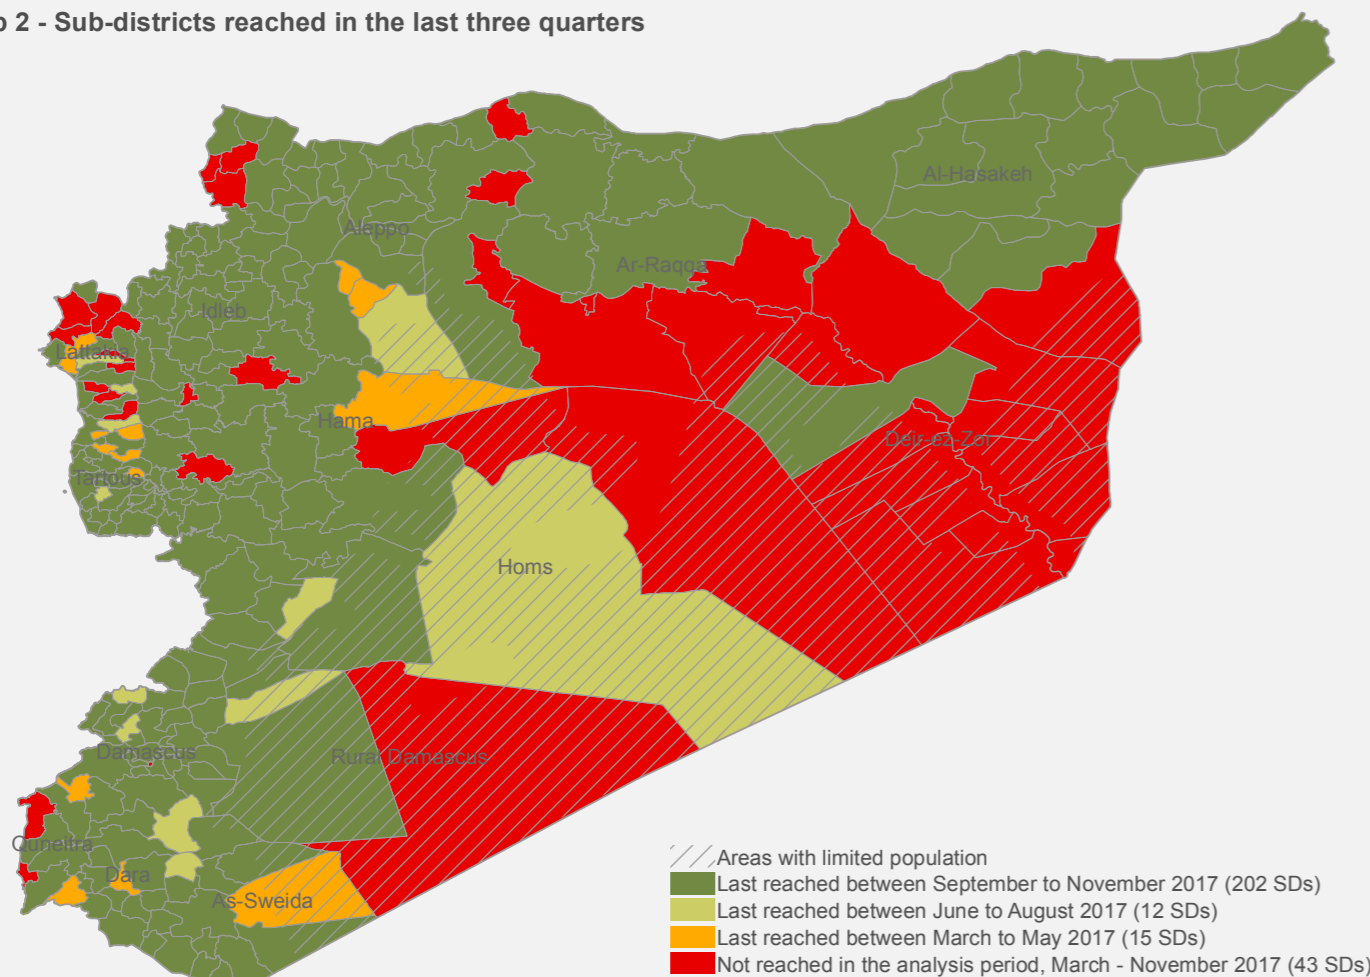 p 2 - Sub-districts reached in the last three quarters
Al-Hasakeh
Aleppo
Ar-Raqqa
Idleb
Lattakia
Hama
Deir-ez-Zor
Tartous
Homs
Damascus
Rural Damascus
Quneitra
Dara
As-Sweida
Areas with limited population
Last reached between September to November 2017 (202 SDs)
Last reached between June to August 2017 (12 SDs)
Last reached between March to May 2017 (15 SDs)
Not reached in the analysis period, March - November 2017 (43 SDs)